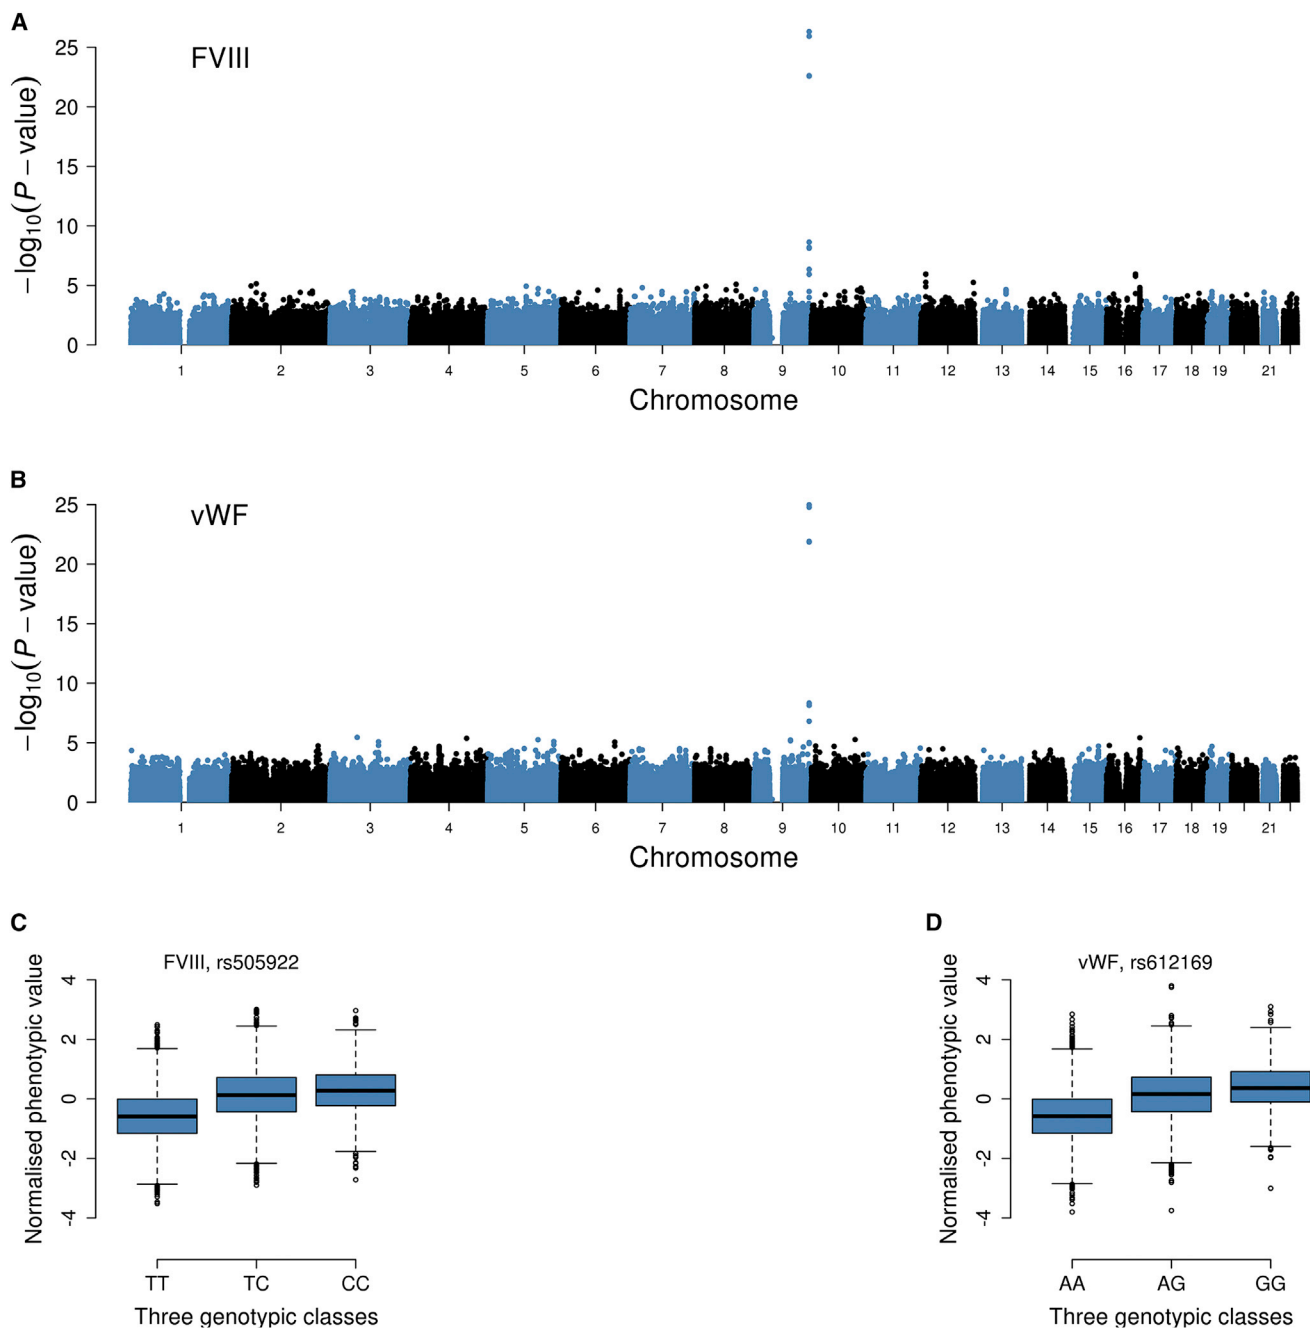 A
FVIII
25
20
15
10
5
0
−log10(P − value)
1 2 3 4 5 6 7 8 9 10 11 12 13 14 15 16 17 18 19 21
Chromosome
B
vWF
25
20
15
10
5
0
−log10(P − value)
1 2 3 4 5 6 7 8 9 10 11 12 13 14 15 16 17 18 19 21
Chromosome
C
FVIII, rs505922
Normalised phenotypic value
4
2
0
-2
-4
TT TC CC
Three genotypic classes
D
vWF, rs612169
Normalised phenotypic value
4
2
0
-2
-4
AA AG GG
Three genotypic classes